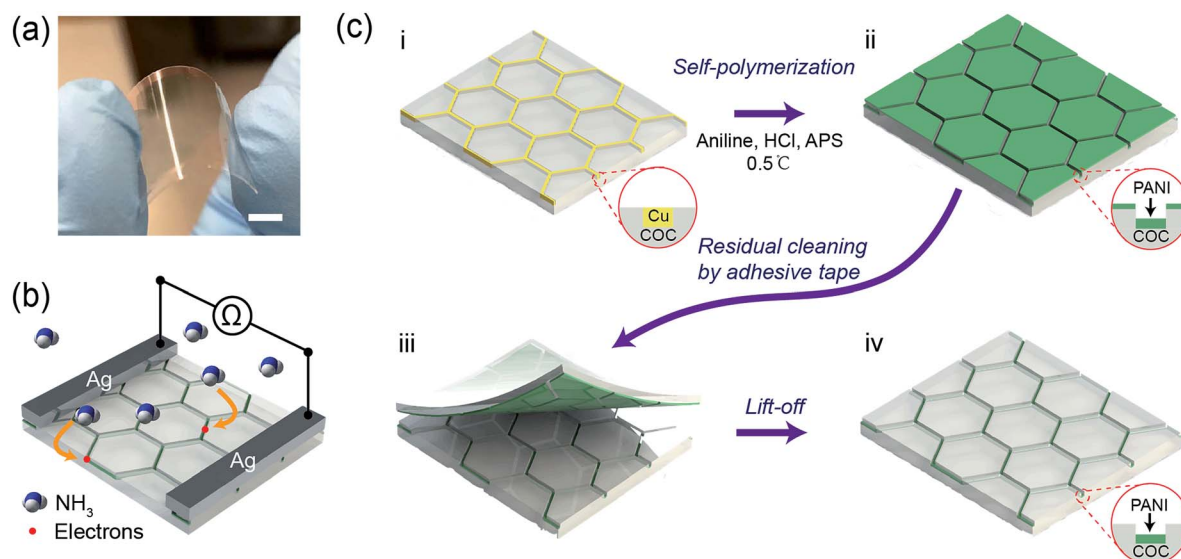 (a)
(b)
Ω
Ag
Ag
NH3
Electrons
(c)
i
Self-polymerization
Aniline, HCl, APS
0.5℃
Cu
COC
ii
PANI
COC
Residual cleaning
by adhesive tape
iii
Lift-off
iv
PANI
COC